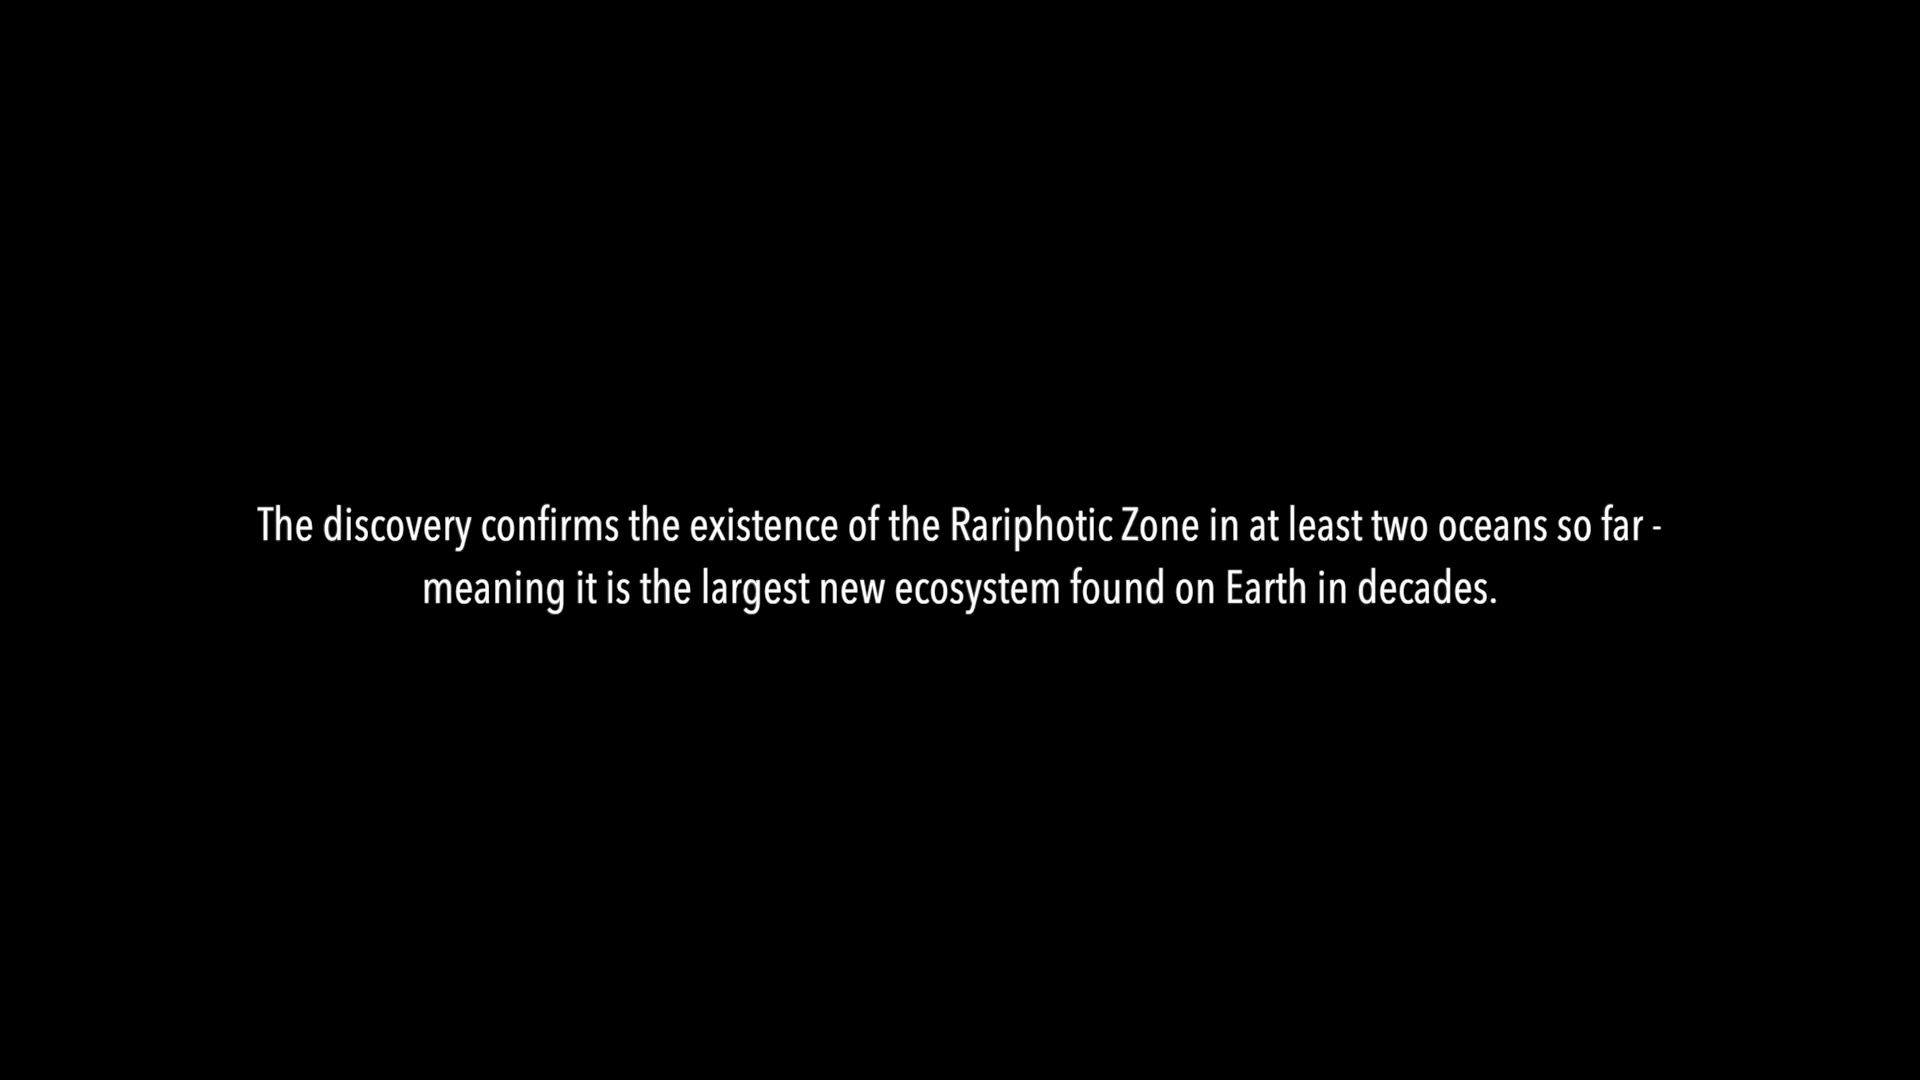 The discovery confirms the existence of the Rariphotic Zone in at least two oceans so far -
meaning it is the largest new ecosystem found on Earth in decades.